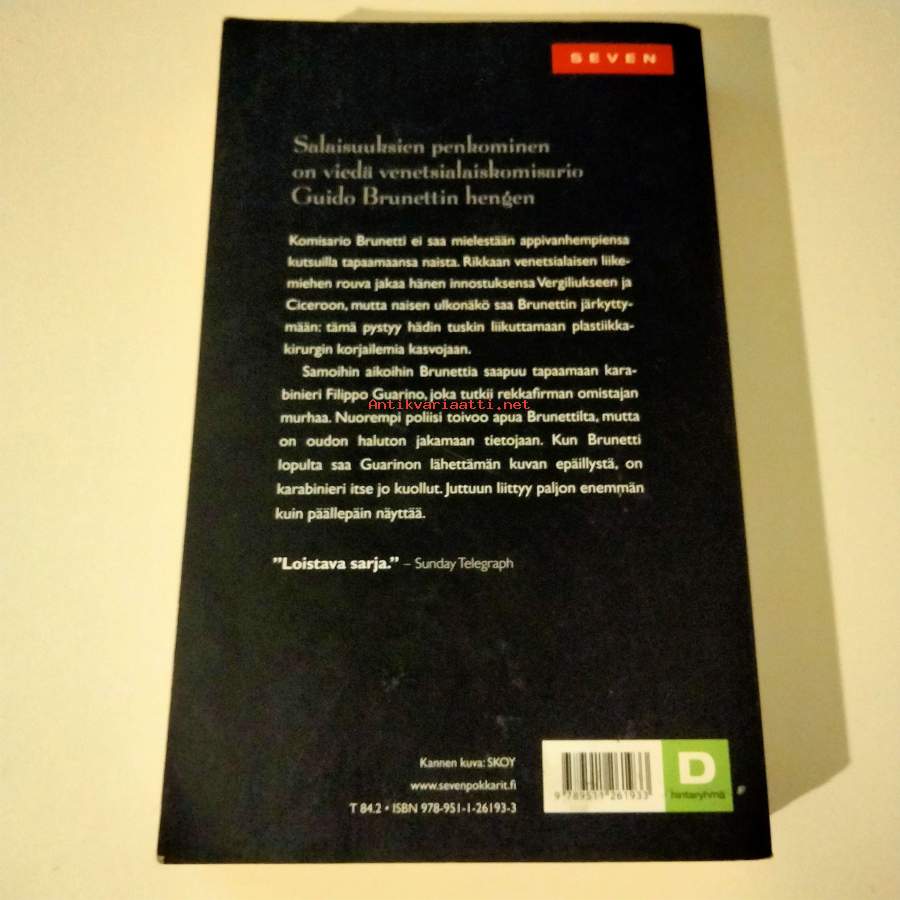 SEVEN
Salaisuuksien penkominen
on viedä venetsialaiskomisario
Guido Brunettin hengen
Komisario Brunetti ei saa mielestään appivanhempiensa
kutsuilla tapaamaansa naista. Rikkaan venetsialaisen liike-
miehen rouva jakaa hänen innostuksensa Vergiliukseen ja
Ciceroon, mutta naisen ulkonäkö saa Brunettin järkytty-
mään: tämä pystyy hädin tuskin liikuttamaan plastiikka-
kirurgin korjailemia kasvojaan.
Samoihin aikoihin Brunettia saapuu tapaamaan kara-
binieri Filippo Guarino, joka tutkii rekkafirman omistajan
Antikvariaatti.net
murhaa. Nuorempi poliisi toivoo apua Brunettilta, mutta
on oudon haluton jakamaan tietojaan. Kun Brunetti
lopulta saa Guarinon lähettämän kuvan epäillystä, on
karabinieri itse jo kuollut. Juttuun liittyy paljon enemmän
kuin päällepäin näyttää.
"Loistava sarja." – Sunday Telegraph
Kannen kuva: SKOY
www.sevenpokkarit.fi
T 84.2 • ISBN 978-951-1-26193-3
9 789511 261933
D
hintaryhmä